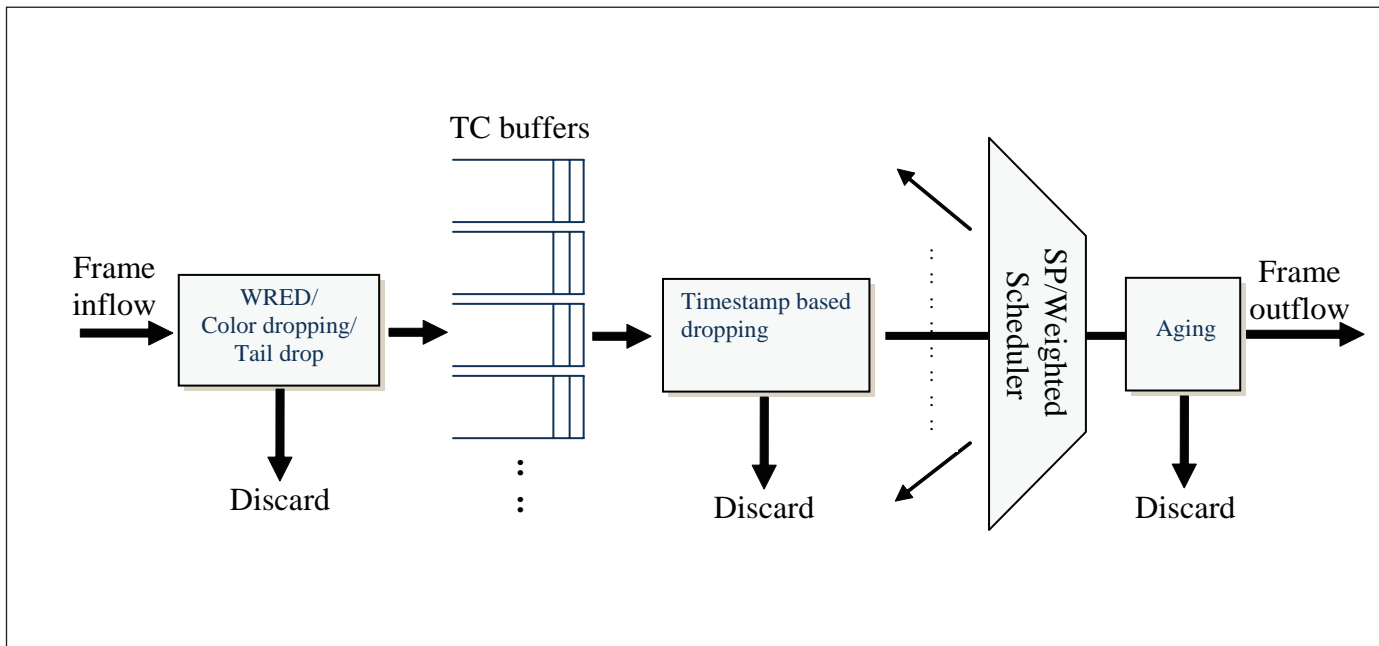 TC buffers
Frame
inflow
WRED/
Color dropping/
Tail drop
Discard
Timestamp based
dropping
Discard
SP/Weighted
Scheduler
Aging
Discard
Frame
outflow